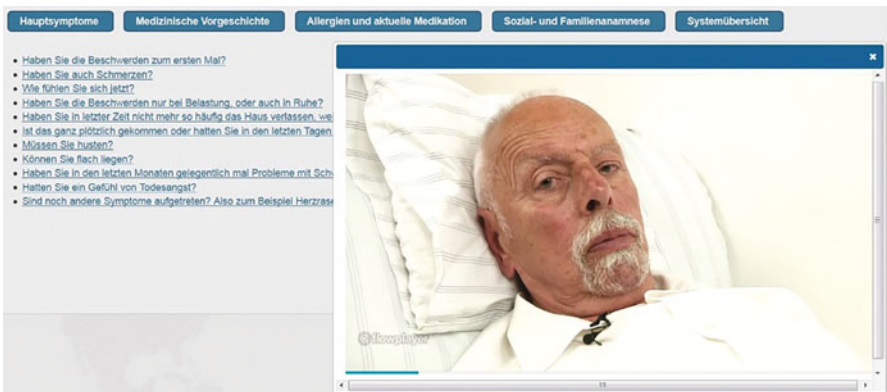 Hauptsymptome
Medizinische Vorgeschichte
Allergien und aktuelle Medikation
Sozial- und Familienanamnese
Systemübersicht
Haben Sie die Beschwerden zum ersten Mal?
Haben Sie auch Schmerzen?
Wie fühlen Sie sich jetzt?
Haben Sie die Beschwerden nur bei Belastung, oder auch in Ruhe?
Haben Sie in letzter Zeit nicht mehr so häufig das Haus verlassen, we
Ist das ganz plötzlich gekommen oder hatten Sie in den letzten Tagen
Müssen Sie husten?
Können Sie flach liegen?
Haben Sie in den letzten Monaten gelegentlich mal Probleme mit Sch
Hatten Sie ein Gefühl von Todesangst?
Sind noch andere Symptome aufgetreten? Also zum Beispiel Herzras
flowplayer